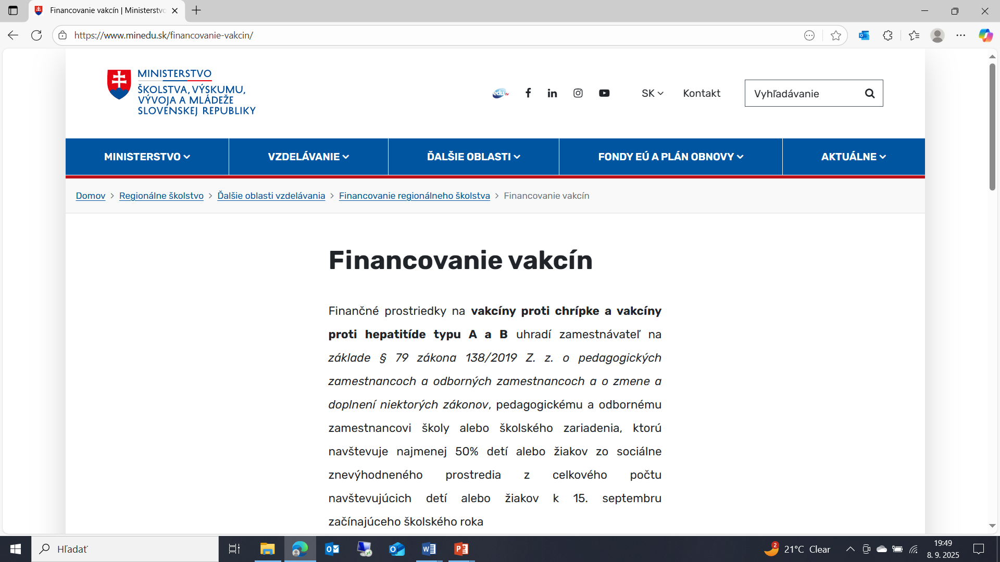 Financovanie vakcín | Ministerstvo
https://www.minedu.sk/financovanie-vakcin/
MINISTERSTVO
ŠKOLSTVA, VÝSKUMU,
VÝVOJA A MLÁDEŽE
SLOVENSKEJ REPUBLIKY
edu tv
SK
Kontakt
Vyhľadávanie
MINISTERSTVO
VZDELÁVANIE
ĎALŠIE OBLASTI
FONDY EÚ A PLÁN OBNOVY
AKTUÁLNE
Domov > Regionálne školstvo > Ďalšie oblasti vzdelávania > Financovanie regionálneho školstva > Financovanie vakcín
Financovanie vakcín
Finančné prostriedky na vakcíny proti chrípke a vakcíny
proti hepatitíde typu A a B uhradí zamestnávateľ na
základe § 79 zákona 138/2019 Z. z. o pedagogických
zamestnancoch a odborných zamestnancoch a o zmene a
doplnení niektorých zákonov, pedagogickému a odbornému
zamestnancovi školy alebo školského zariadenia, ktorú
navštevuje najmenej 50% detí alebo žiakov zo sociálne
znevýhodneného prostredia z celkového počtu
navštevujúcich detí alebo žiakov k 15. septembru
začínajúceho školského roka
Hľadať
2
21°C Clear
19:49
8. 9. 2025